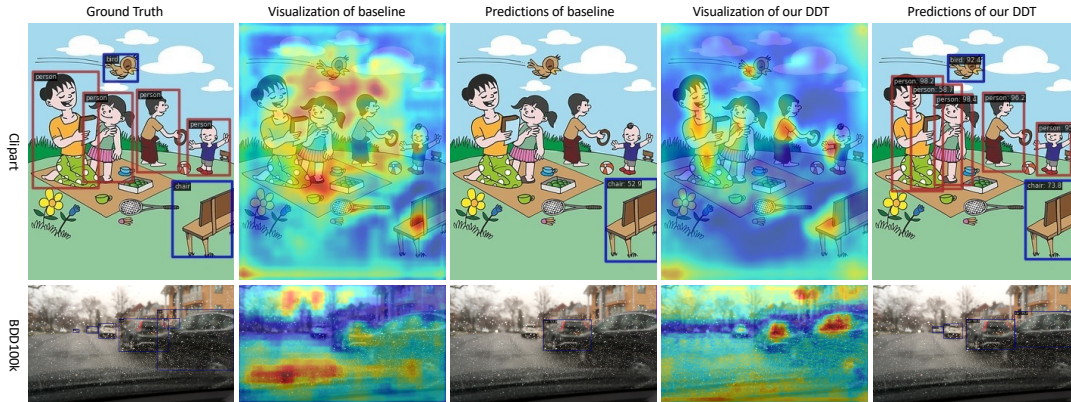 Ground Truth
Visualization of baseline
Predictions of baseline
Visualization of our DDT
Predictions of our DDT
Clipart
bird
person
person
person
person
chair
chair: 52.9
bird: 92.4
person: 98.2
person: 58.7
person: 98.4
person: 96.2
chair: 73.8
BDD100k